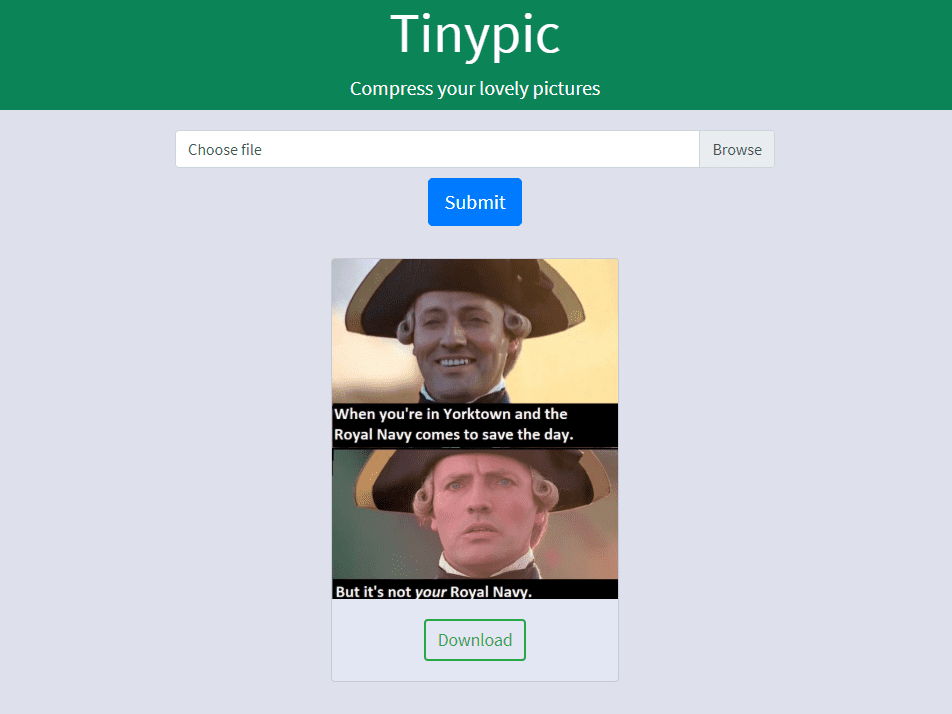 Tinypic
Compress your lovely pictures
Choose file
Browse
Submit
When you're in Yorktown and the
Royal Navy comes to save the day.
But it's not your Royal Navy.
Download